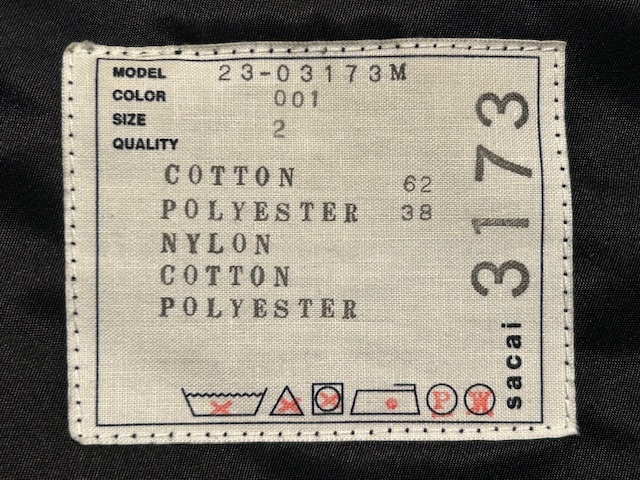 MODEL 23-03173M
COLOR 001
SIZE 2
QUALITY
COTTON 62
POLYESTER 38
NYLON
COTTON
POLYESTER
P W
sacai 3173